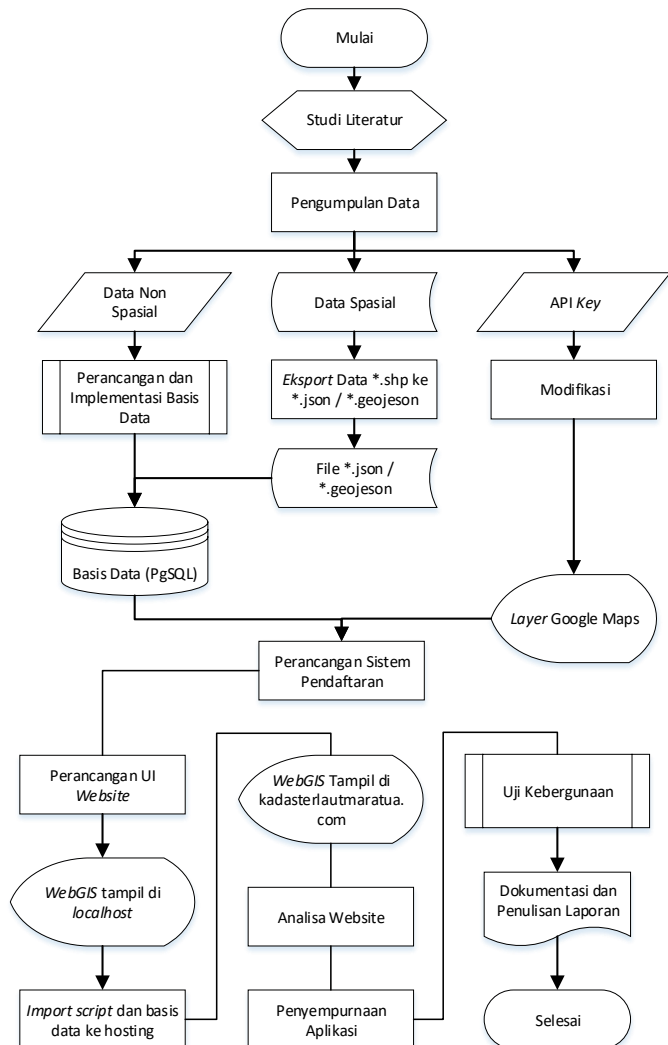 Mulai
Studi Literatur
Pengumpulan Data
Data Non
Spasial
Data Spasial
API Key
Perancangan dan
Implementasi Basis
Data
Eksport Data *.shp ke
*.json / *.geojeson
Modifikasi
File *.json /
*.geojeson
Basis Data (PgSQL)
Layer Google Maps
Perancangan Sistem
Pendaftaran
Perancangan UI
Website
WebGIS tampil di
localhost
Import script dan basis
data ke hosting
WebGIS Tampil di
kadasterlautmaratua.
com
Analisa Website
Penyempurnaan
Aplikasi
Uji Kebergunaan
Dokumentasi dan
Penulisan Laporan
Selesai